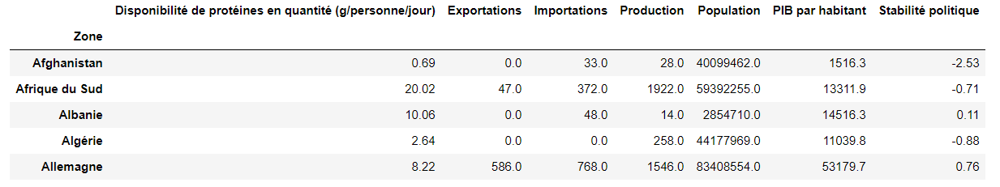 Disponibilité de protéines en quantité (g/personne/jour) Exportations Importations Production Population PIB par habitant Stabilité politique
Zone
Afghanistan 0.69 0.0 33.0 28.0 40099462.0 1516.3 -2.53
Afrique du Sud 20.02 47.0 372.0 1922.0 59392255.0 13311.9 -0.71
Albanie 10.06 0.0 48.0 14.0 2854710.0 14516.3 0.11
Algérie 2.64 0.0 0.0 258.0 44177969.0 11039.8 -0.88
Allemagne 8.22 586.0 768.0 1546.0 83408554.0 53179.7 0.76